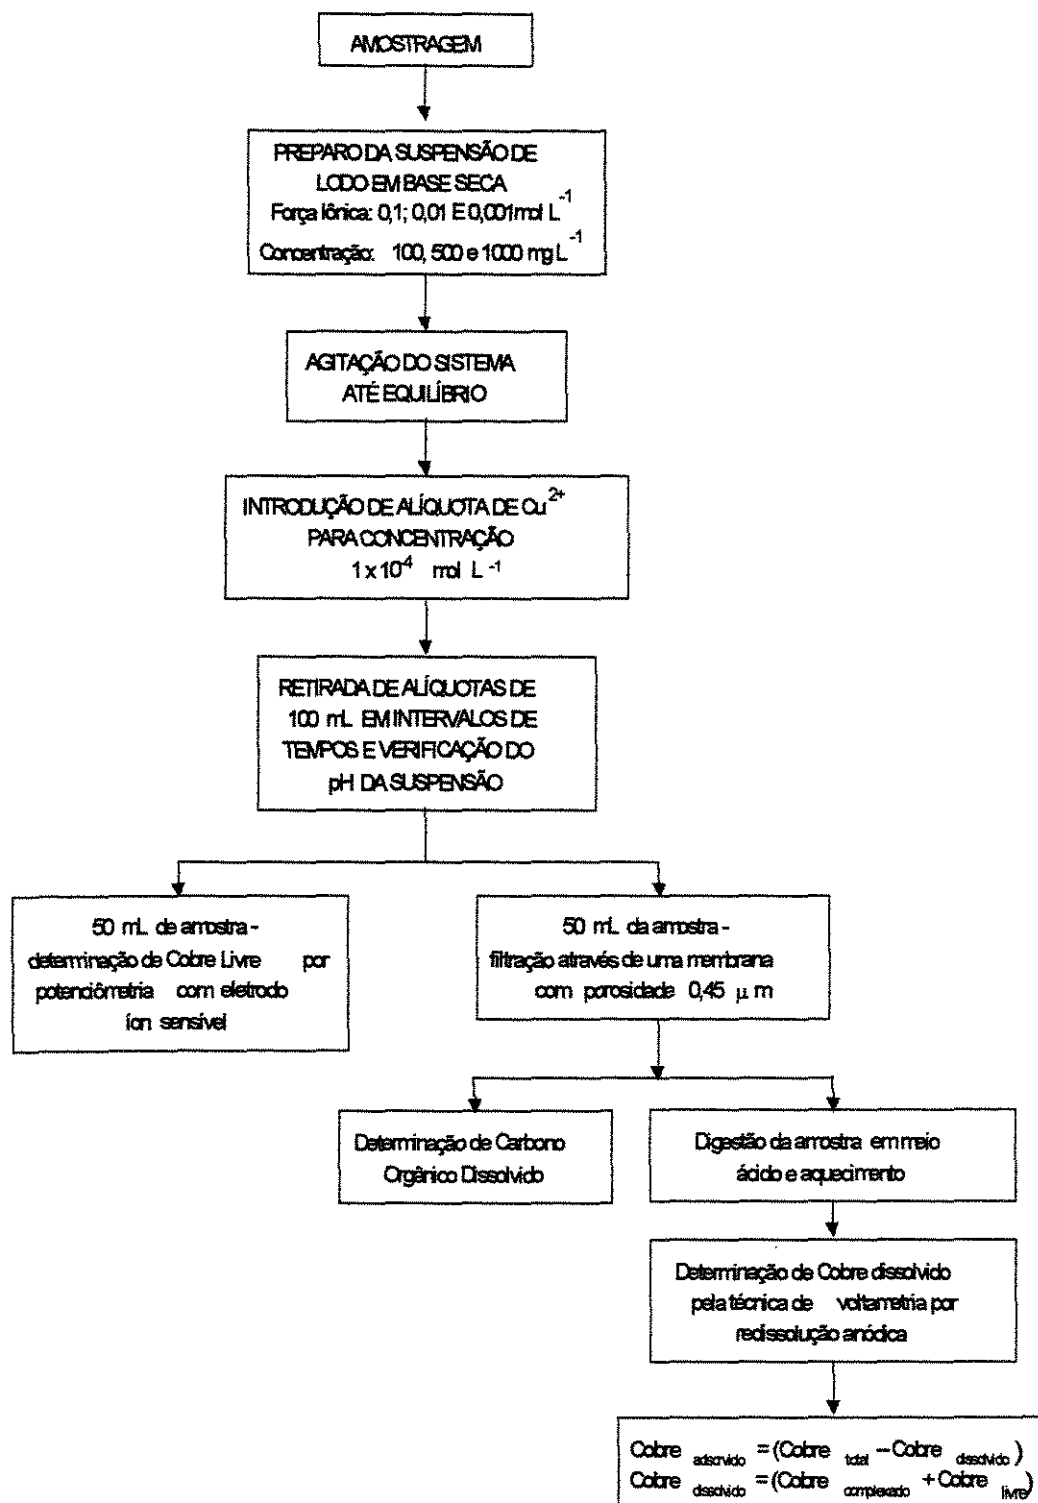 AMOSTRAGEM
PREPARO DA SUSPENSÃO DE
LODO EM BASE SECA
Força Iônica: 0,1; 0,01 E 0,001mol L⁻¹
Concentração: 100, 500 e 1000 mg L⁻¹
AGITAÇÃO DO SISTEMA
ATÉ EQUILÍBRIO
INTRODUÇÃO DE ALÍQUOTA DE Cu²⁺
PARA CONCENTRAÇÃO
1 x 10⁻⁴ mol L⁻¹
RETIRADA DE ALÍQUOTAS DE
100 mL EM INTERVALOS DE
TEMPOS E VERIFICAÇÃO DO
pH DA SUSPENSÃO
50 mL de amostra -
determinação de Cobre Livre por
potenciômetria com eletrodo
íon sensível
50 mL da amostra -
filtração através de uma membrana
com porosidade 0,45 μm
Determinação de Carbono
Orgânico Dissolvido
Digestão da amostra em meio
ácido e aquecimento
Determinação de Cobre dissolvido
pela técnica de voltametria por
redissolução anódica
Cobre adsorvido = (Cobre total – Cobre dissolvido)
Cobre dissolvido = (Cobre complexado + Cobre livre)